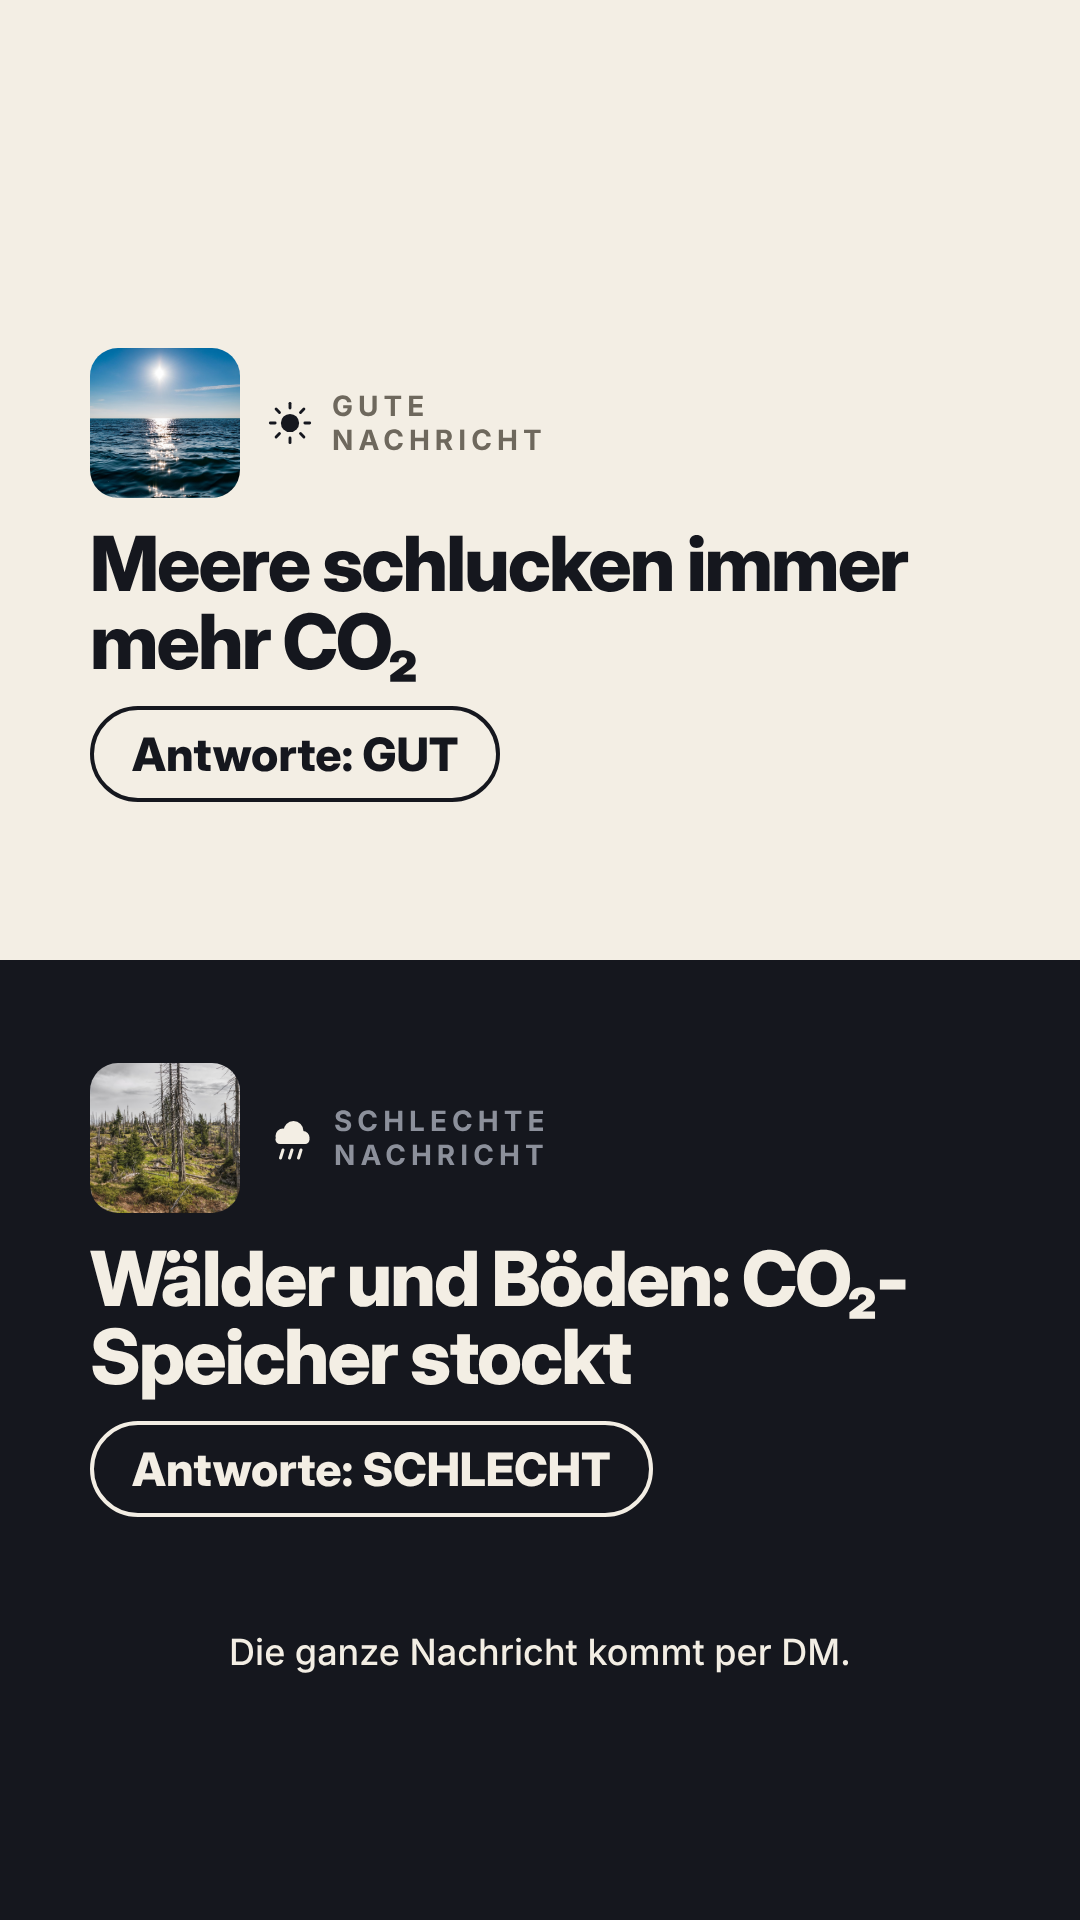 GUTE
NACHRICHT
Meere schlucken immer
mehr CO₂
Antworte: GUT
SCHLECHTE
NACHRICHT
Wälder und Böden: CO₂-
Speicher stockt
Antworte: SCHLECHT
Die ganze Nachricht kommt per DM.